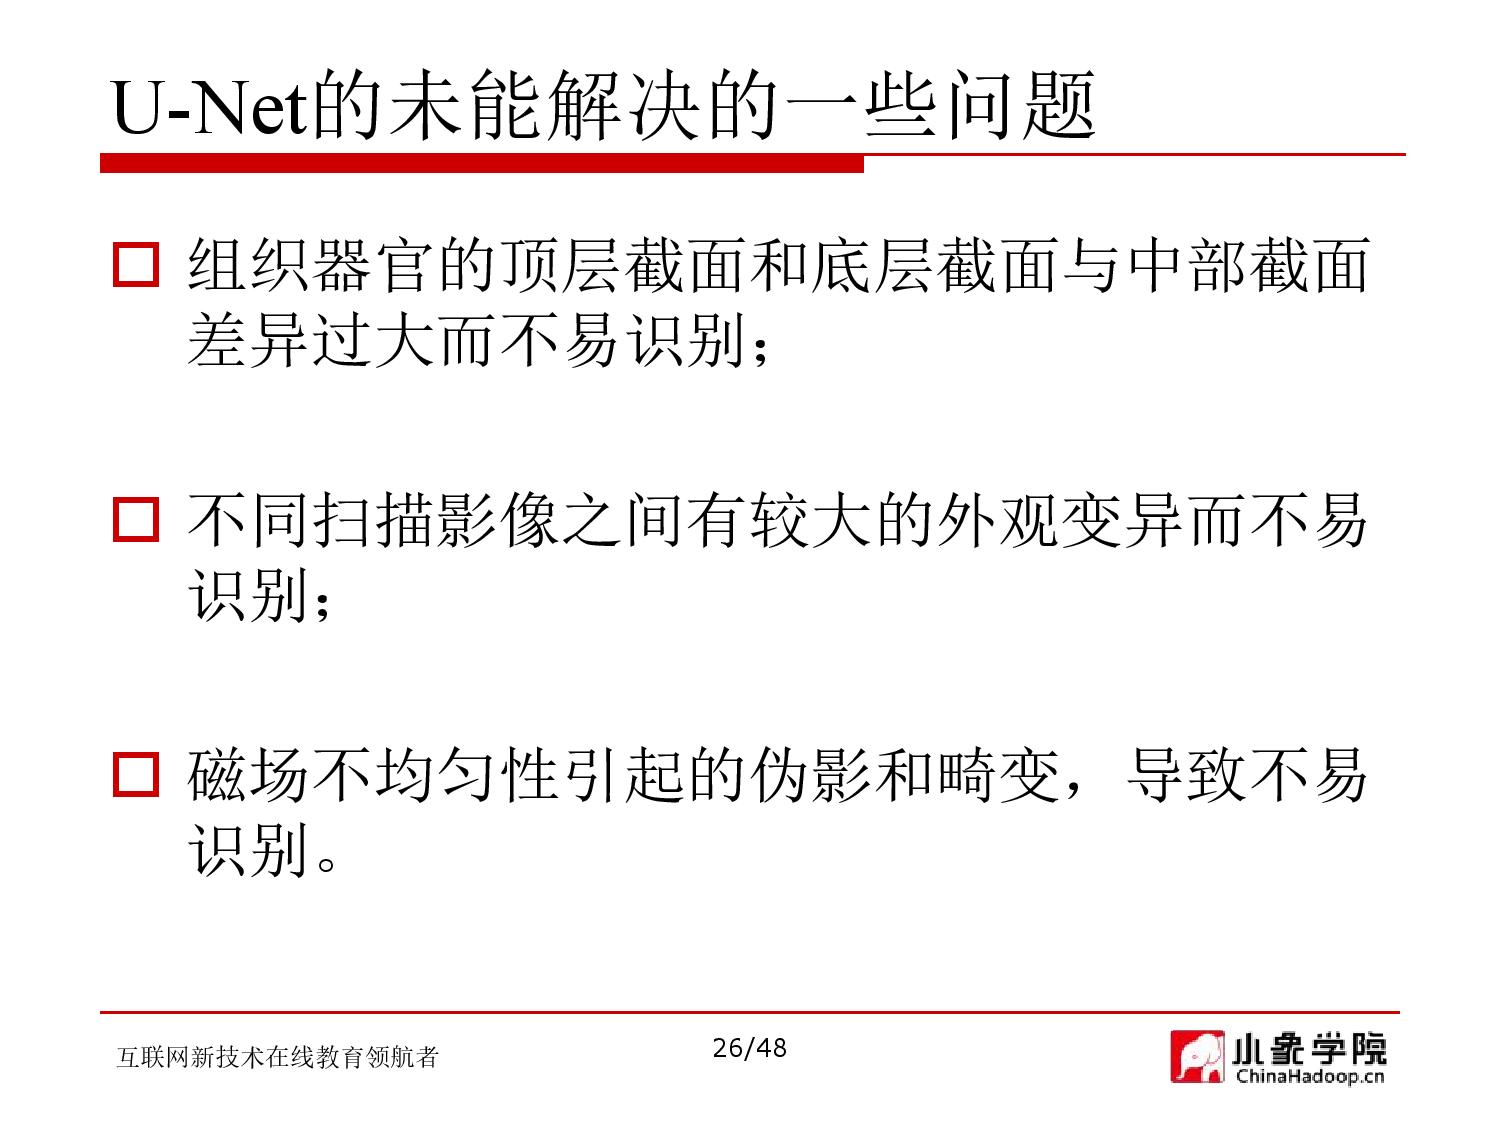 U-Net的未能解决的一些问题
组织器官的顶层截面和底层截面与中部截面
差异过大而不易识别；
不同扫描影像之间有较大的外观变异而不易
识别；
磁场不均匀性引起的伪影和畸变，导致不易
识别。
互联网新技术在线教育领航者
26/48
小象学院
ChinaHadoop.cn